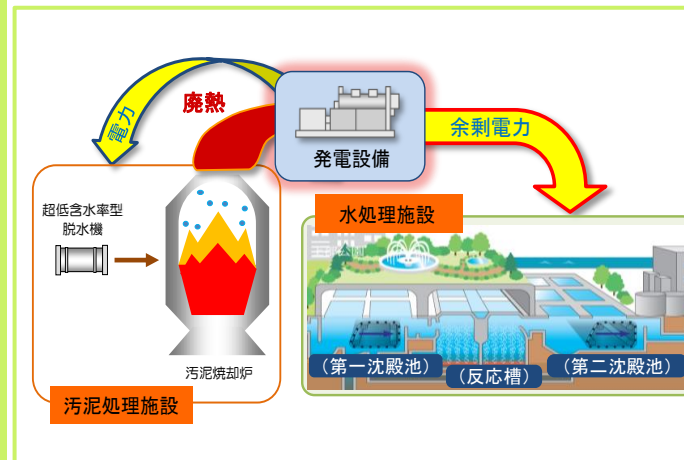 電力
廃熱
発電設備
余剰電力
水処理施設
超低含水率型
脱水機
汚泥焼却炉
汚泥処理施設
（第一沈殿池）
（反応槽）
（第二沈殿池）